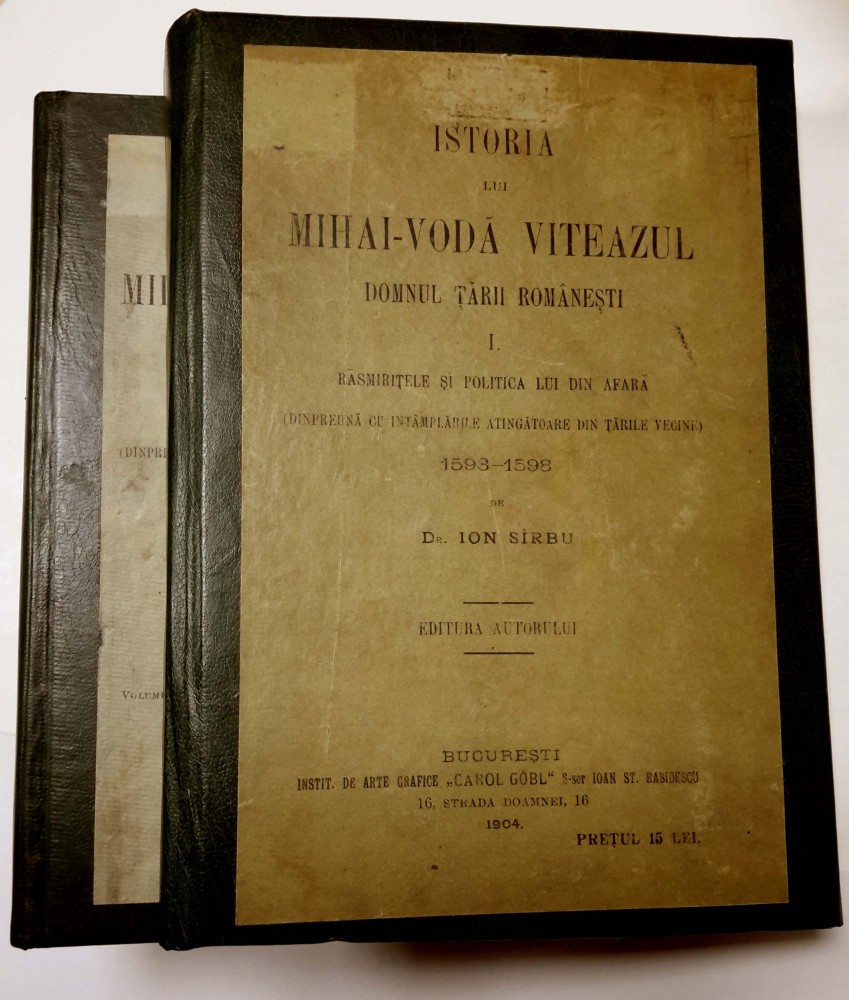 ISTORIA
LUI
MIHAI-VODĂ VITEAZUL
DOMNUL ȚĂRII ROMÂNEȘTI
I.
RĂSMIRIȚELE ȘI POLITICA LUI DIN AFARĂ
(DINPREUNĂ CU INTÂMPLĂRILE ATINGĂTOARE DIN ȚĂRILE VECINE)
1593-1598
DE
DR. ION SÎRBU
EDITURA AUTORULUI
BUCUREȘTI
INSTIT. DE ARTE GRAFICE „CAROL GÖBL" S-sor IOAN ST. RASIDESCU
16, STRADA DOAMNEI, 16
1904.
PREȚUL 15 LEI.
MI
(DINPRE
VOLUM